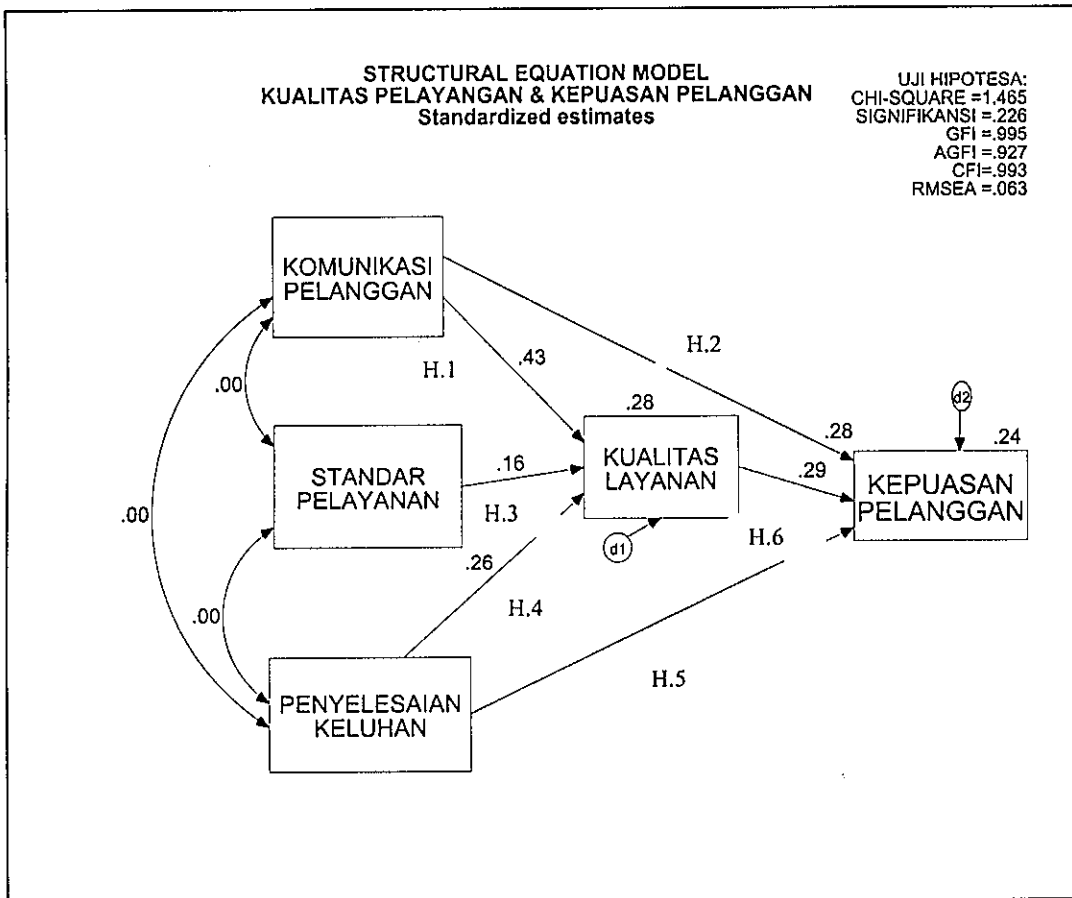 STRUCTURAL EQUATION MODEL
KUALITAS PELAYANGAN & KEPUASAN PELANGGAN
Standardized estimates
UJI HIPOTESA:
CHI-SQUARE =1.465
SIGNIFIKANSI =.226
GFI =.995
AGFI =.927
CFI=.993
RMSEA =.063
KOMUNIKASI
PELANGGAN
H.2
.43
H.1
.00
d2
.28
.28
.24
STANDAR
PELAYANAN
.16
KUALITAS
LAYANAN
.29
KEPUASAN
PELANGGAN
.00
H.3
H.6
d1
.26
H.4
.00
H.5
PENYELESAIAN
KELUHAN